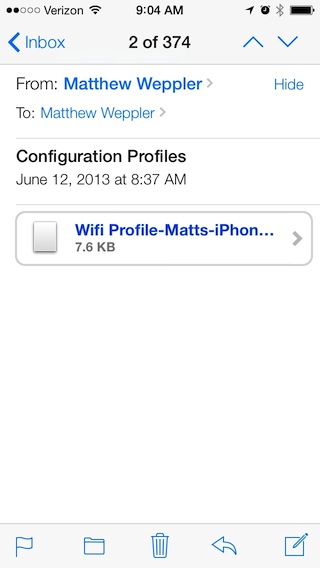 Verizon 9:04 AM
Inbox 2 of 374
From: Matthew Weppler Hide
To: Matthew Weppler
Configuration Profiles
June 12, 2013 at 8:37 AM
Wifi Profile-Matts-iPhon...
7.6 KB